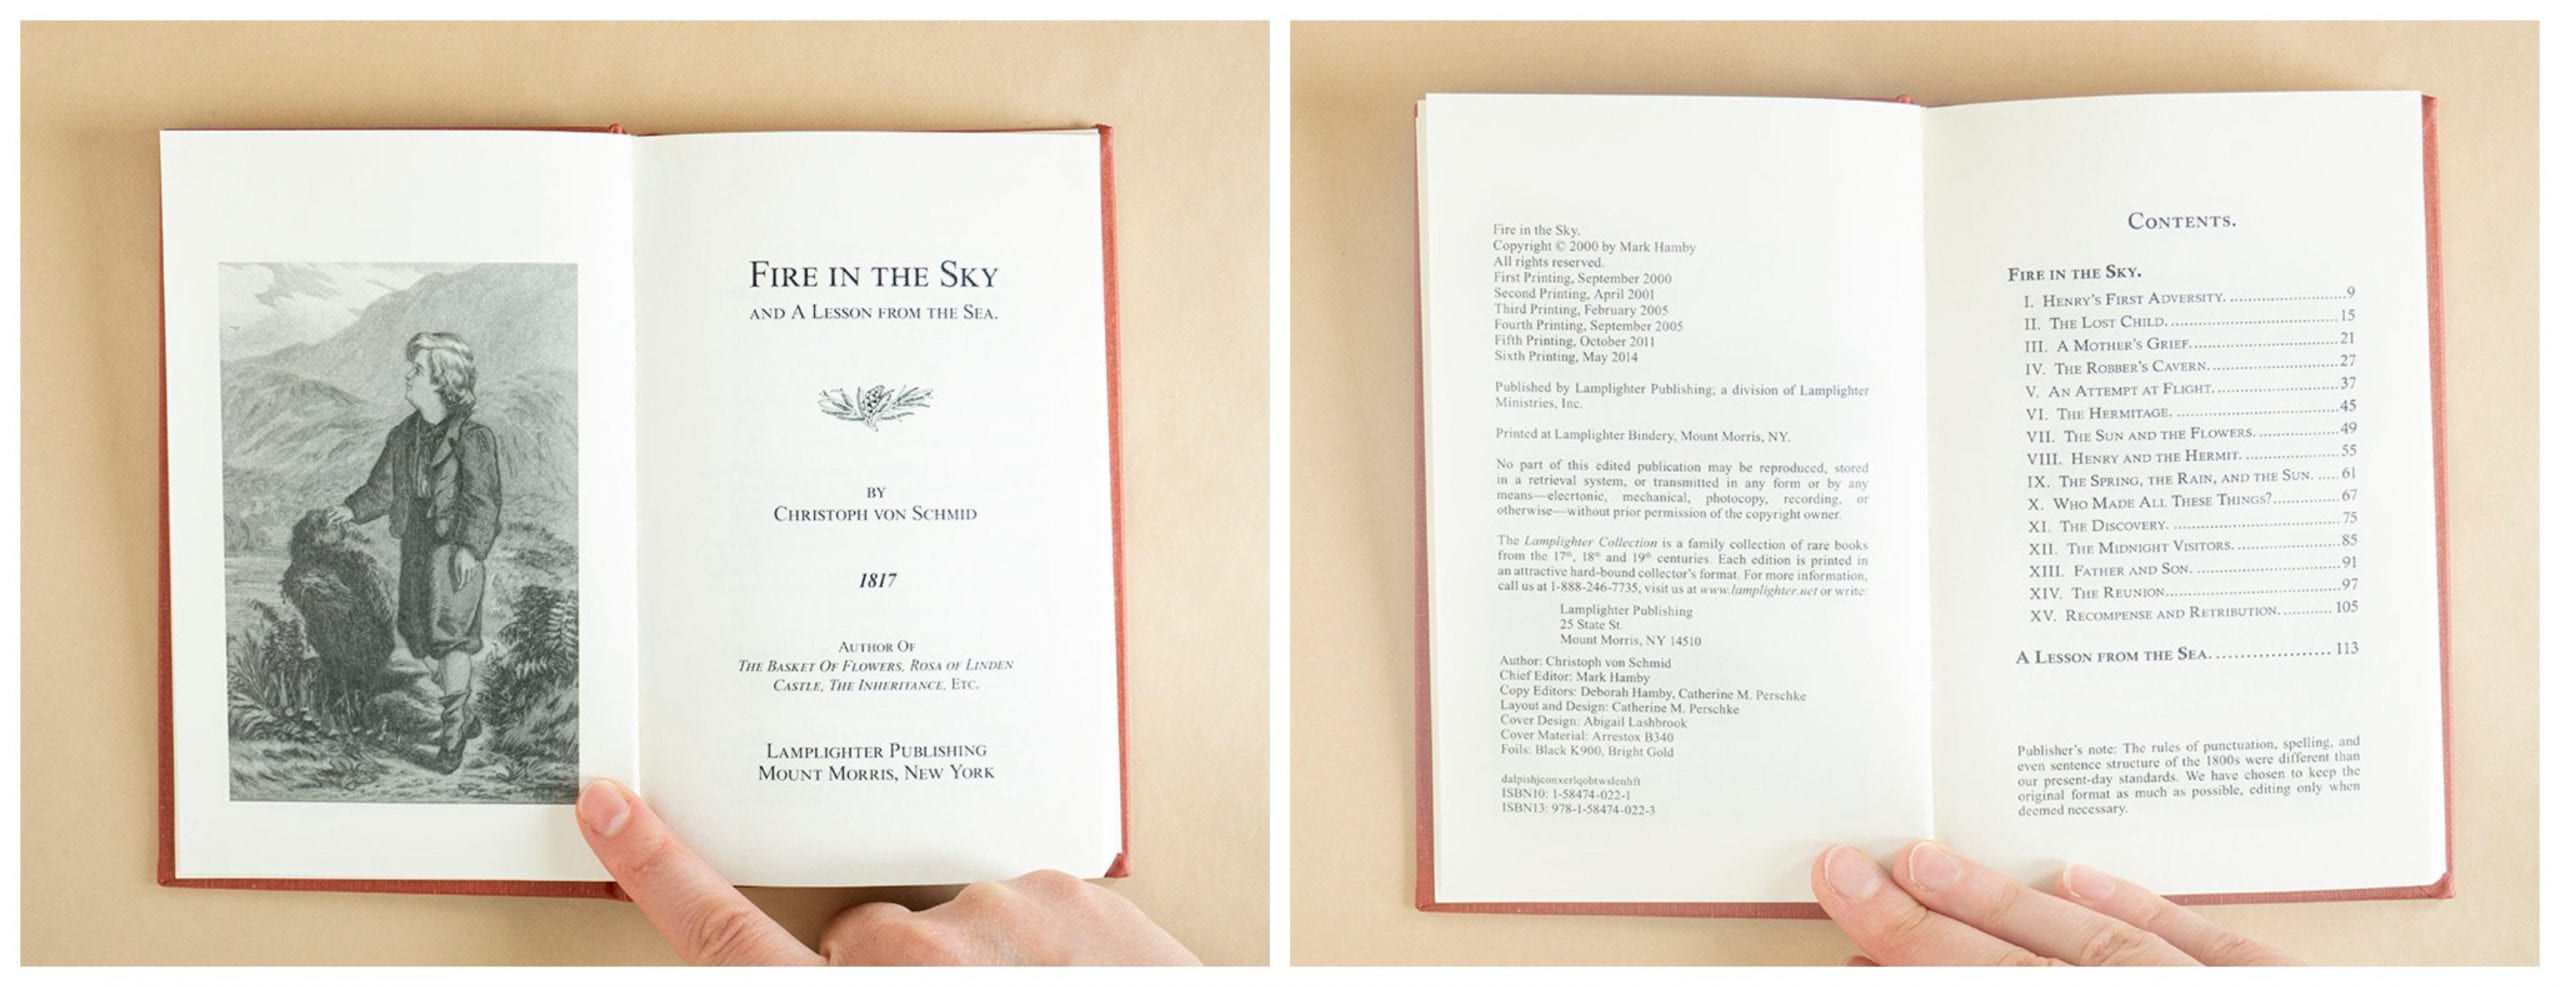 FIRE IN THE SKY
AND A LESSON FROM THE SEA.
BY
CHRISTOPH VON SCHMID
1817
AUTHOR OF
THE BASKET OF FLOWERS, ROSA OF LINDEN
CASTLE, THE INHERITANCE, ETC.
LAMPLIGHTER PUBLISHING
MOUNT MORRIS, NEW YORK
Fire in the Sky.
Copyright © 2000 by Mark Hamby
All rights reserved.
First Printing, September 2000
Second Printing, April 2001
Third Printing, February 2005
Fourth Printing, September 2005
Fifth Printing, October 2011
Sixth Printing, May 2014
Published by Lamplighter Publishing; a division of Lamplighter
Ministries, Inc.
Printed at Lamplighter Bindery, Mount Morris, NY.
No part of this edited publication may be reproduced, stored
in a retrieval system, or transmitted in any form or by any
means—elecrtonic, mechanical, photocopy, recording, or
otherwise—without prior permission of the copyright owner.
The Lamplighter Collection is a family collection of rare books
from the 17th, 18th and 19th centuries. Each edition is printed in
an attractive hard-bound collector's format. For more information,
call us at 1-888-246-7735, visit us at www.lamplighter.net or write:
Lamplighter Publishing
25 State St.
Mount Morris, NY 14510
Author: Christoph von Schmid
Chief Editor: Mark Hamby
Copy Editors: Deborah Hamby, Catherine M. Perschke
Layout and Design: Catherine M. Perschke
Cover Design: Abigail Lashbrook
Cover Material: Arrestox B340
Foils: Black K900, Bright Gold
ISBN10: 1-58474-022-1
ISBN13: 978-1-58474-022-3
CONTENTS.
FIRE IN THE SKY.
I. HENRY'S FIRST ADVERSITY. ..........................9
II. THE LOST CHILD. ......................................15
III. A MOTHER'S GRIEF. .................................21
IV. THE ROBBER'S CAVERN. .............................27
V. AN ATTEMPT AT FLIGHT. ............................37
VI. THE HERMITAGE. .....................................45
VII. THE SUN AND THE FLOWERS. ..................49
VIII. HENRY AND THE HERMIT. .....................55
IX. THE SPRING, THE RAIN, AND THE SUN. .....61
X. WHO MADE ALL THESE THINGS? ...............67
XI. THE DISCOVERY. .....................................75
XII. THE MIDNIGHT VISITORS. .......................85
XIII. FATHER AND SON. .................................91
XIV. THE REUNION. .......................................97
XV. RECOMPENSE AND RETRIBUTION. ...........105
A LESSON FROM THE SEA. ................... 113
Publisher's note: The rules of punctuation, spelling, and
even sentence structure of the 1800s were different than
our present-day standards. We have chosen to keep the
original format as much as possible, editing only when
deemed necessary.